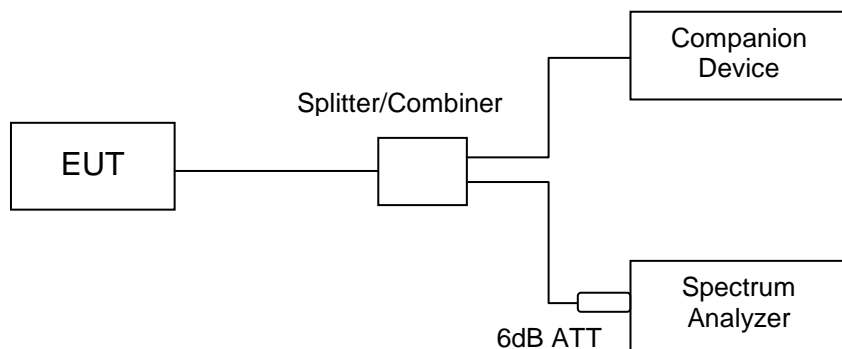 Companion
Device
Splitter/Combiner
EUT
Spectrum
Analyzer
6dB ATT